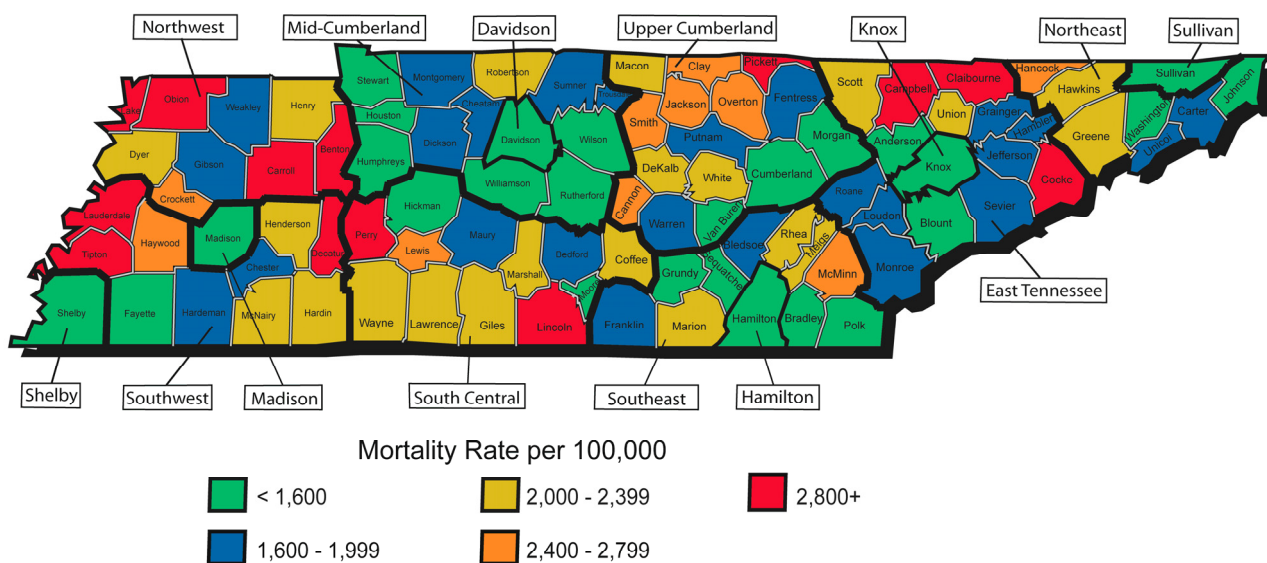 Northwest
Mid-Cumberland
Davidson
Upper Cumberland
Knox
Northeast
Sullivan
Lake
Obion
Weakley
Henry
Stewart
Montgomery
Robertson
Sumner
Trousdale
Macon
Clay
Pickett
Scott
Campbell
Claibourne
Hancock
Hawkins
Sullivan
Johnson
Houston
Cheatham
Smith
Jackson
Overton
Fentress
Union
Grainger
Hambler
Greene
Washington
Carter
Unicoi
Dyer
Gibson
Carroll
Benton
Humphreys
Dickson
Davidson
Wilson
Putnam
Morgan
Anderson
Knox
Jefferson
Cocko
Crockett
Williamson
Rutherford
DeKalb
White
Cumberland
Roane
Loudon
Blount
Sevier
Lauderdale
Haywood
Madison
Henderson
Decatur
Perry
Hickman
Lewis
Maury
Marshall
Cannon
Warren
Van Buren
Bledsoe
Rhea
Meigs
McMinn
Monroe
Tipton
Chester
Dedford
Coffee
Grundy
Sequatche
Moore
Shelby
Fayette
Hardeman
McNairy
Hardin
Wayne
Lawrence
Giles
Lincoln
Franklin
Marion
Hamilton
Bradley
Polk
East Tennessee
Shelby
Southwest
Madison
South Central
Southeast
Hamilton
Mortality Rate per 100,000
< 1,600
2,000 - 2,399
2,800+
1,600 - 1,999
2,400 - 2,799